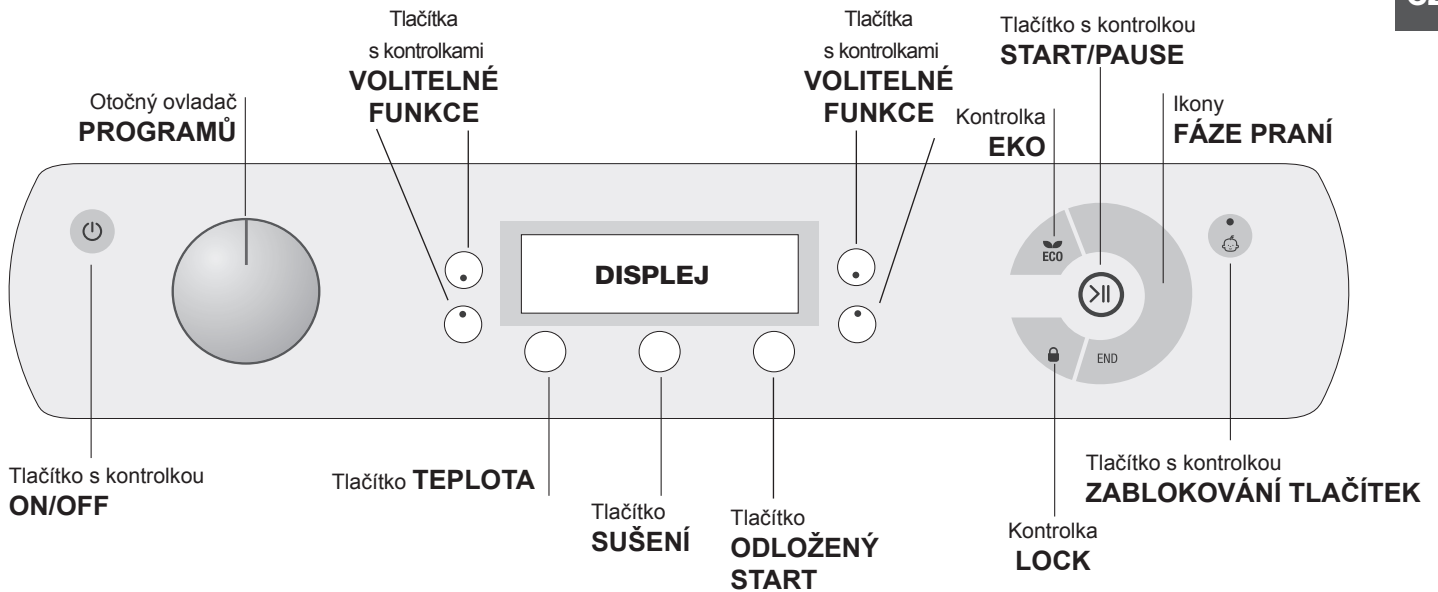 Tlačítka
s kontrolkami
VOLITELNÉ
FUNKCE
Tlačítka
s kontrolkami
VOLITELNÉ
FUNKCE
Tlačítko s kontrolkou
START/PAUSE
Otočný ovladač
PROGRAMŮ
Kontrolka
EKO
Ikony
FÁZE PRANÍ
DISPLEJ
ECO
END
Tlačítko s kontrolkou
ON/OFF
Tlačítko TEPLOTA
Tlačítko
SUŠENÍ
Tlačítko
ODLOŽENÝ
START
Kontrolka
LOCK
Tlačítko s kontrolkou
ZABLOKOVÁNÍ TLAČÍTEK